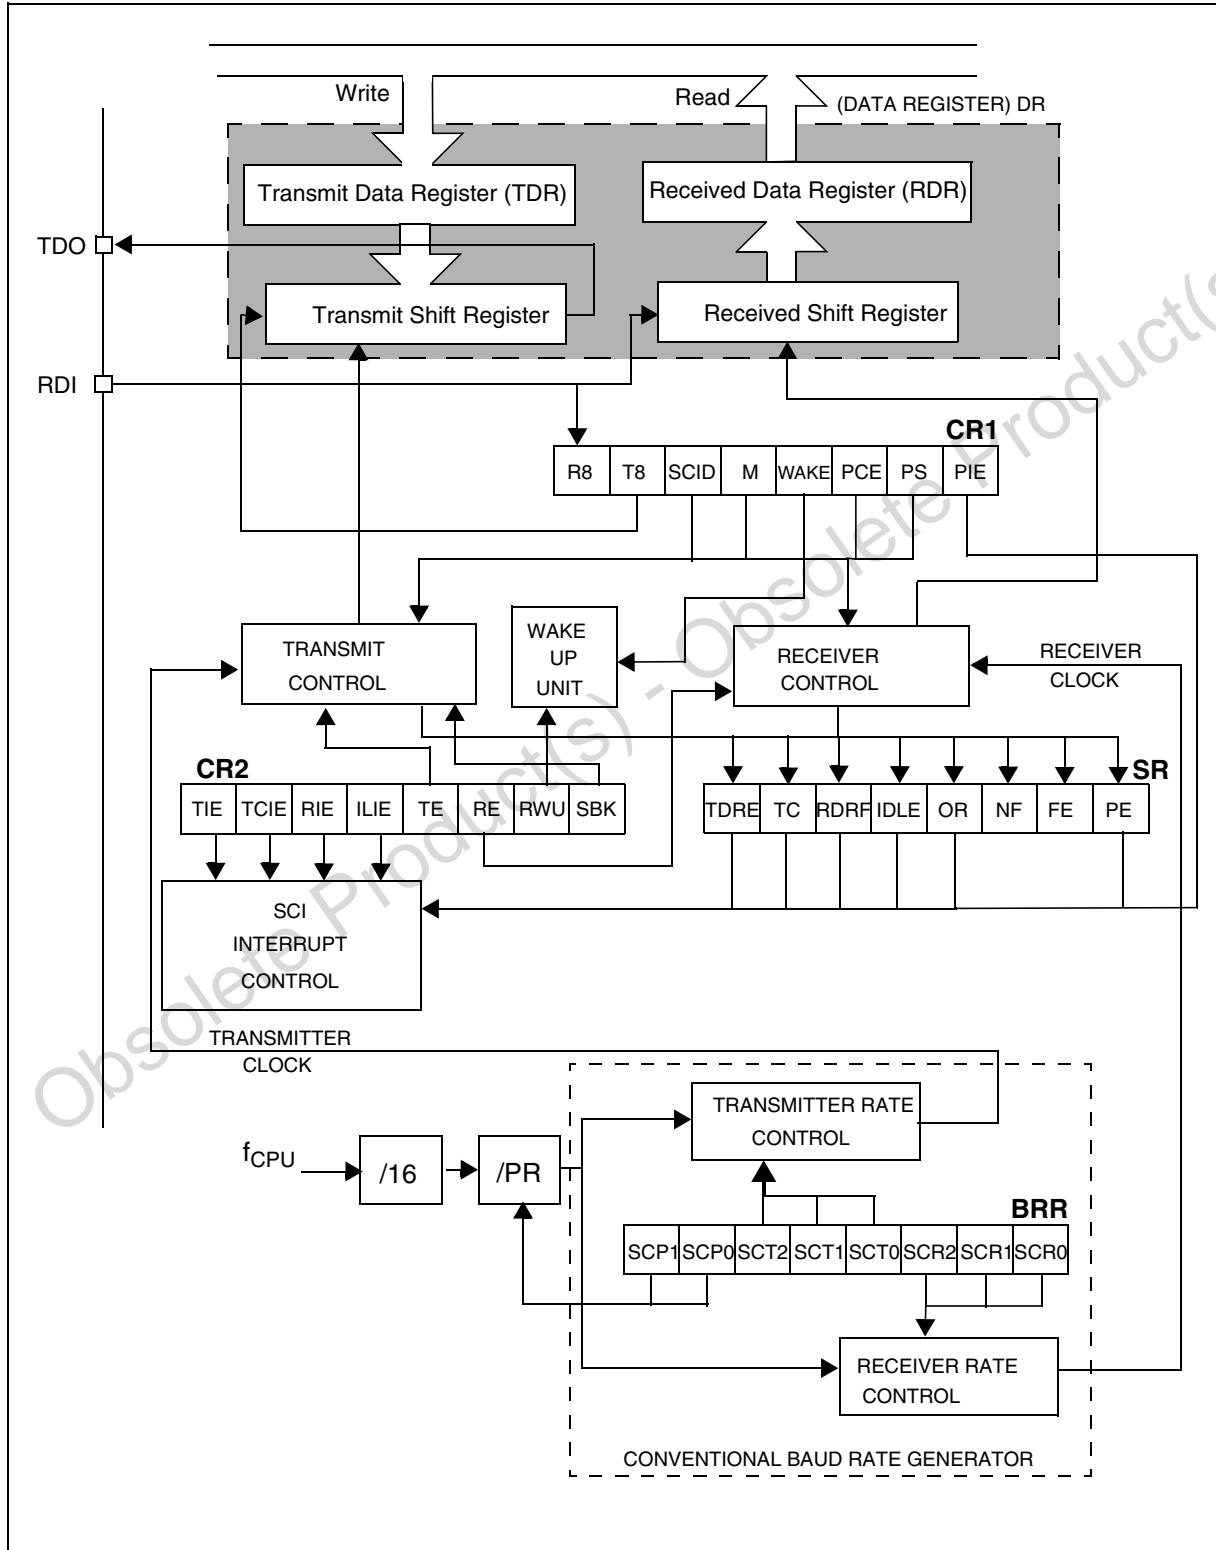 Write
Read
(DATA REGISTER) DR
Transmit Data Register (TDR)
Received Data Register (RDR)
TDO
Transmit Shift Register
Received Shift Register
RDI
CR1
R8 T8 SCID M WAKE PCE PS PIE
TRANSMIT
CONTROL
WAKE
UP
UNIT
RECEIVER
CONTROL
RECEIVER
CLOCK
CR2
TIE TCIE RIE ILIE TE RE RWU SBK
SR
TDRE TC RDRF IDLE OR NF FE PE
SCI
INTERRUPT
CONTROL
TRANSMITTER
CLOCK
TRANSMITTER RATE
CONTROL
fCPU
/16
/PR
BRR
SCP1 SCP0 SCT2 SCT1 SCT0 SCR2 SCR1 SCR0
RECEIVER RATE
CONTROL
CONVENTIONAL BAUD RATE GENERATOR
Obsolete Product(s) - Obsolete Product(s